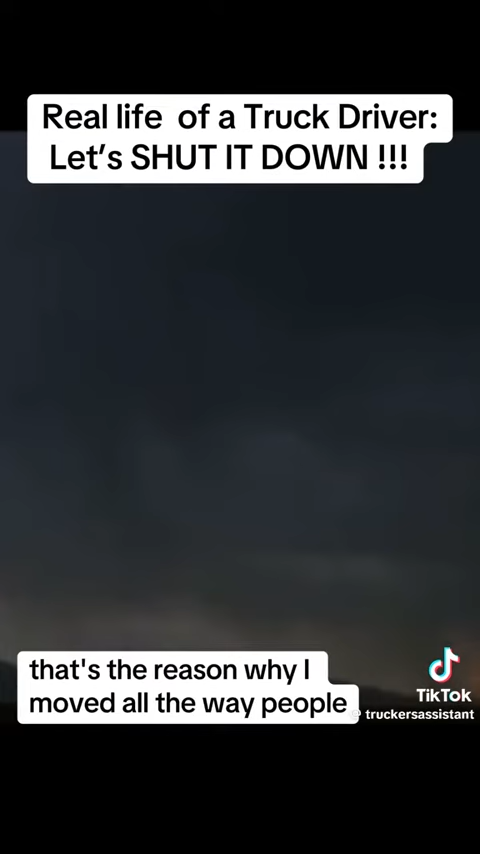 Real life of a Truck Driver:
Let’s SHUT IT DOWN !!!
that's the reason why I
moved all the way people
TikTok
@ truckersassistant